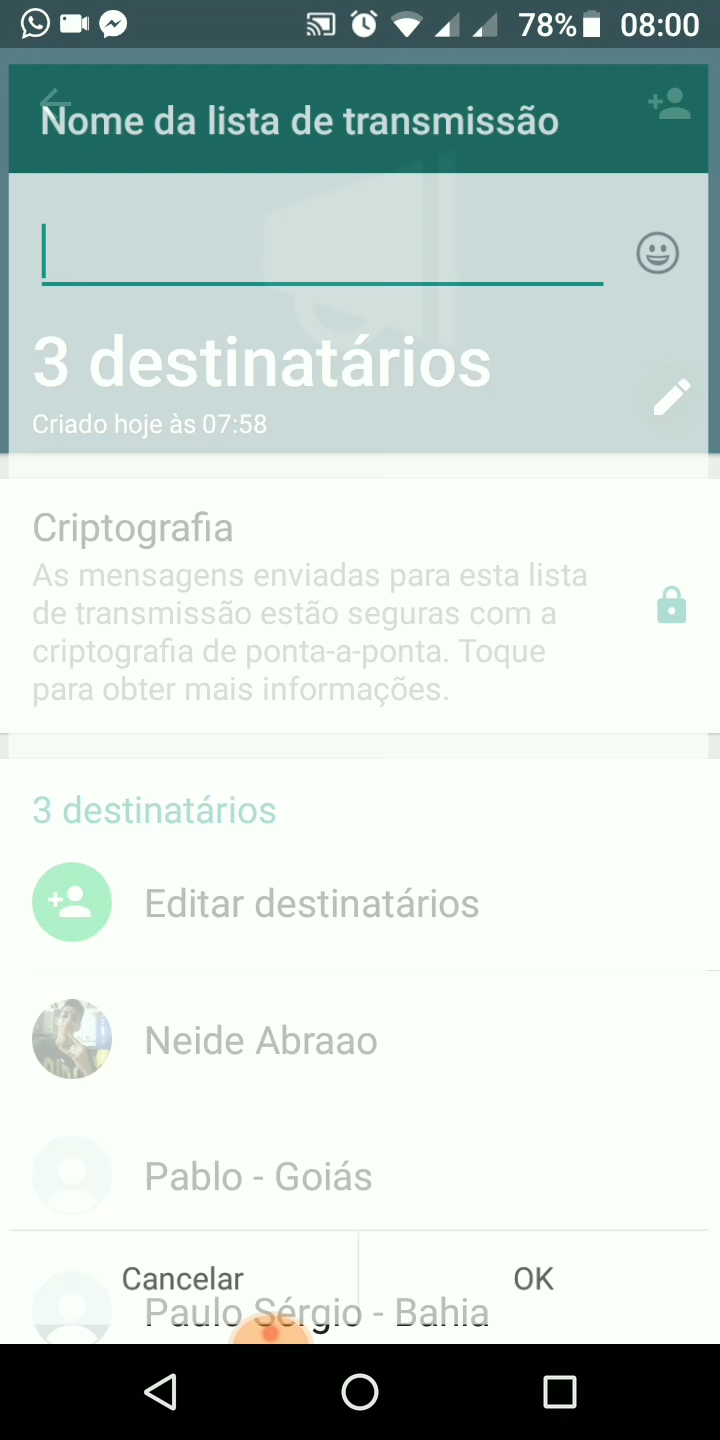 78% 08:00
Nome da lista de transmissão
3 destinatários
Criado hoje às 07:58
Criptografia
As mensagens enviadas para esta lista
de transmissão estão seguras com a
criptografia de ponta-a-ponta. Toque
para obter mais informações.
3 destinatários
Editar destinatários
Neide Abraao
Pablo - Goiás
Cancelar OK
Paulo Sérgio - Bahia